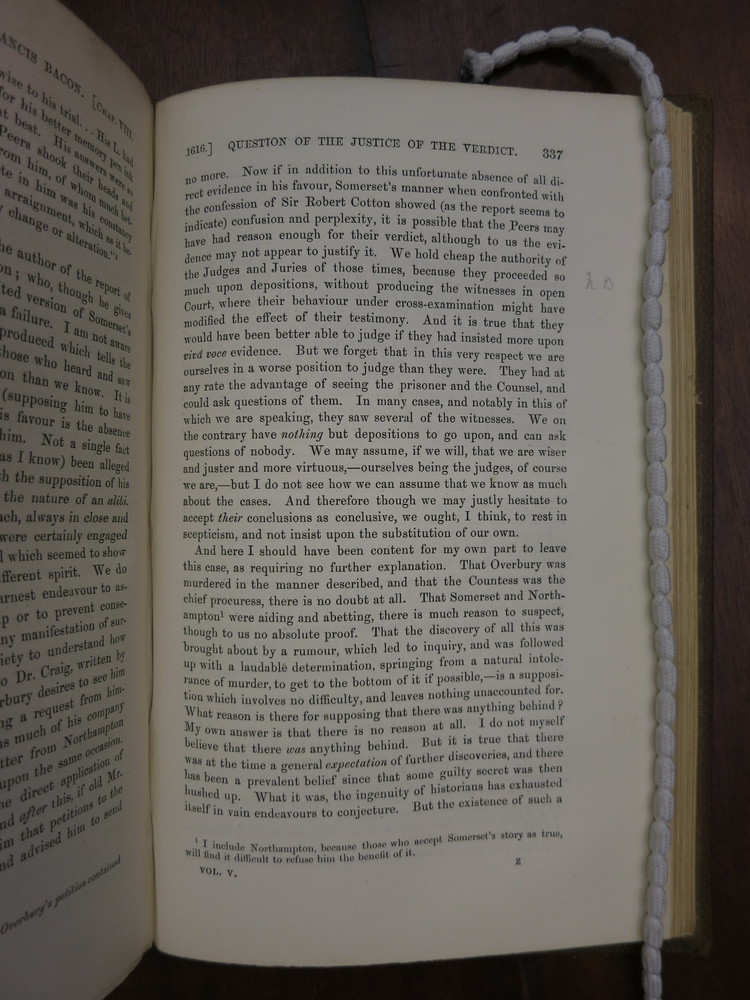 ANCIS BACON. [CHAP. VIII.
wise to his trial. . . His L. had
for his better memory pen ink
at best. His answers were so
Peers shook their heads and
rom him, of whom much bet-
te in him was his constancy
arraignment, which as it be-
y change or alteration."1
he author of the report of
on; who, though he gives
ted version of Somerset's
a failure. I am not aware
produced which tells the
those who heard and saw
on than we know. It is
(supposing him to have
is favour is the absence
him. Not a single fact
as I know) been alleged
h the supposition of his
the nature of an alibi.
ach, always in close and
were certainly engaged
d which seemed to show
fferent spirit. We do
arnest endeavour to as-
p or to prevent conse-
ny manifestation of sur-
iety to understand how
o Dr. Craig, written by
rbury desires to see him
ng a request from him-
as much of his company
tter from Northampton
upon the same occasion.
he direct application of
nd after this, if old Mr.
im that petitions to the
nd advised him to send
Overbury's petition contained
1616.] QUESTION OF THE JUSTICE OF THE VERDICT. 337
no more. Now if in addition to this unfortunate absence of all di-
rect evidence in his favour, Somerset's manner when confronted with
the confession of Sir Robert Cotton showed (as the report seems to
indicate) confusion and perplexity, it is possible that the Peers may
have had reason enough for their verdict, although to us the evi-
dence may not appear to justify it. We hold cheap the authority of
the Judges and Juries of those times, because they proceeded so
much upon depositions, without producing the witnesses in open
Court, where their behaviour under cross-examination might have
modified the effect of their testimony. And it is true that they
would have been better able to judge if they had insisted more upon
vivâ voce evidence. But we forget that in this very respect we are
ourselves in a worse position to judge than they were. They had at
any rate the advantage of seeing the prisoner and the Counsel, and
could ask questions of them. In many cases, and notably in this of
which we are speaking, they saw several of the witnesses. We on
the contrary have nothing but depositions to go upon, and can ask
questions of nobody. We may assume, if we will, that we are wiser
and juster and more virtuous,—ourselves being the judges, of course
we are,—but I do not see how we can assume that we know as much
about the cases. And therefore though we may justly hesitate to
accept their conclusions as conclusive, we ought, I think, to rest in
scepticism, and not insist upon the substitution of our own.
And here I should have been content for my own part to leave
this case, as requiring no further explanation. That Overbury was
murdered in the manner described, and that the Countess was the
chief procuress, there is no doubt at all. That Somerset and North-
ampton1 were aiding and abetting, there is much reason to suspect,
though to us no absolute proof. That the discovery of all this was
brought about by a rumour, which led to inquiry, and was followed
up with a laudable determination, springing from a natural intole-
rance of murder, to get to the bottom of it if possible,—is a supposi-
tion which involves no difficulty, and leaves nothing unaccounted for.
What reason is there for supposing that there was anything behind?
My own answer is that there is no reason at all. I do not myself
believe that there was anything behind. But it is true that there
was at the time a general expectation of further discoveries, and there
has been a prevalent belief since that some guilty secret was then
hushed up. What it was, the ingenuity of historians has exhausted
itself in vain endeavours to conjecture. But the existence of such a
1 I include Northampton, because those who accept Somerset's story as true,
will find it difficult to refuse him the benefit of it.
VOL. V. Z